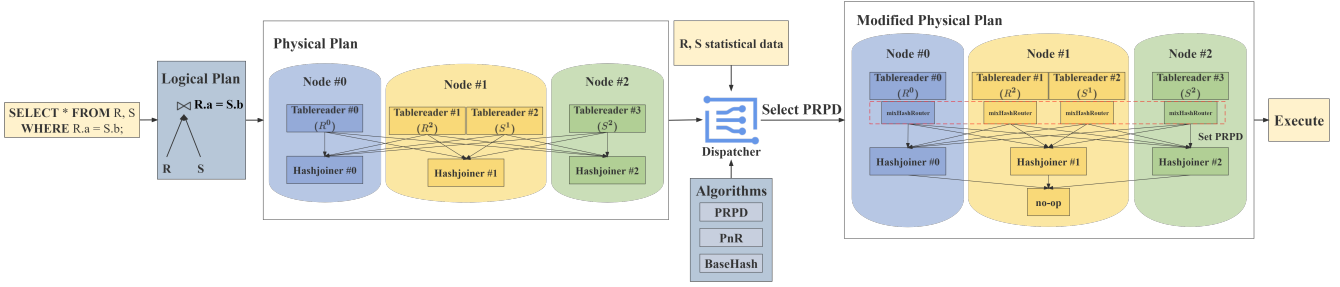 SELECT * FROM R, S
WHERE R.a = S.b;
Logical Plan
⋈ R.a = S.b
R
S
Physical Plan
Node #0
Node #1
Node #2
Tablereader #0
(R⁰)
Tablereader #1
(R²)
Tablereader #2
(S¹)
Tablereader #3
(S²)
Hashjoiner #0
Hashjoiner #1
Hashjoiner #2
R, S statistical data
Dispatcher
Select PRPD
Algorithms
PRPD
PnR
BaseHash
Modified Physical Plan
Node #0
Node #1
Node #2
Tablereader #0
(R⁰)
Tablereader #1
(R²)
Tablereader #2
(S¹)
Tablereader #3
(S²)
mixHashRouter
mixHashRouter
mixHashRouter
mixHashRouter
Set PRPD
Hashjoiner #0
Hashjoiner #1
Hashjoiner #2
no-op
Execute